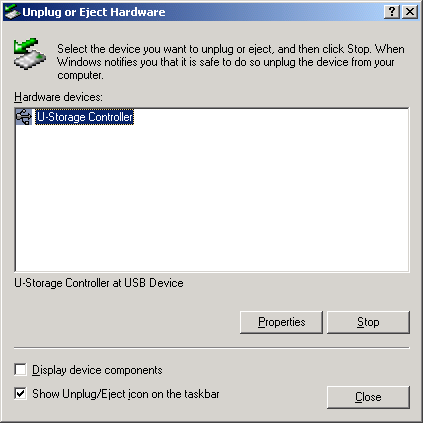 Unplug or Eject Hardware
Select the device you want to unplug or eject, and then click Stop. When
Windows notifies you that it is safe to do so unplug the device from your
computer.
Hardware devices:
U-Storage Controller
U-Storage Controller at USB Device
Properties
Stop
Display device components
Show Unplug/Eject icon on the taskbar
Close